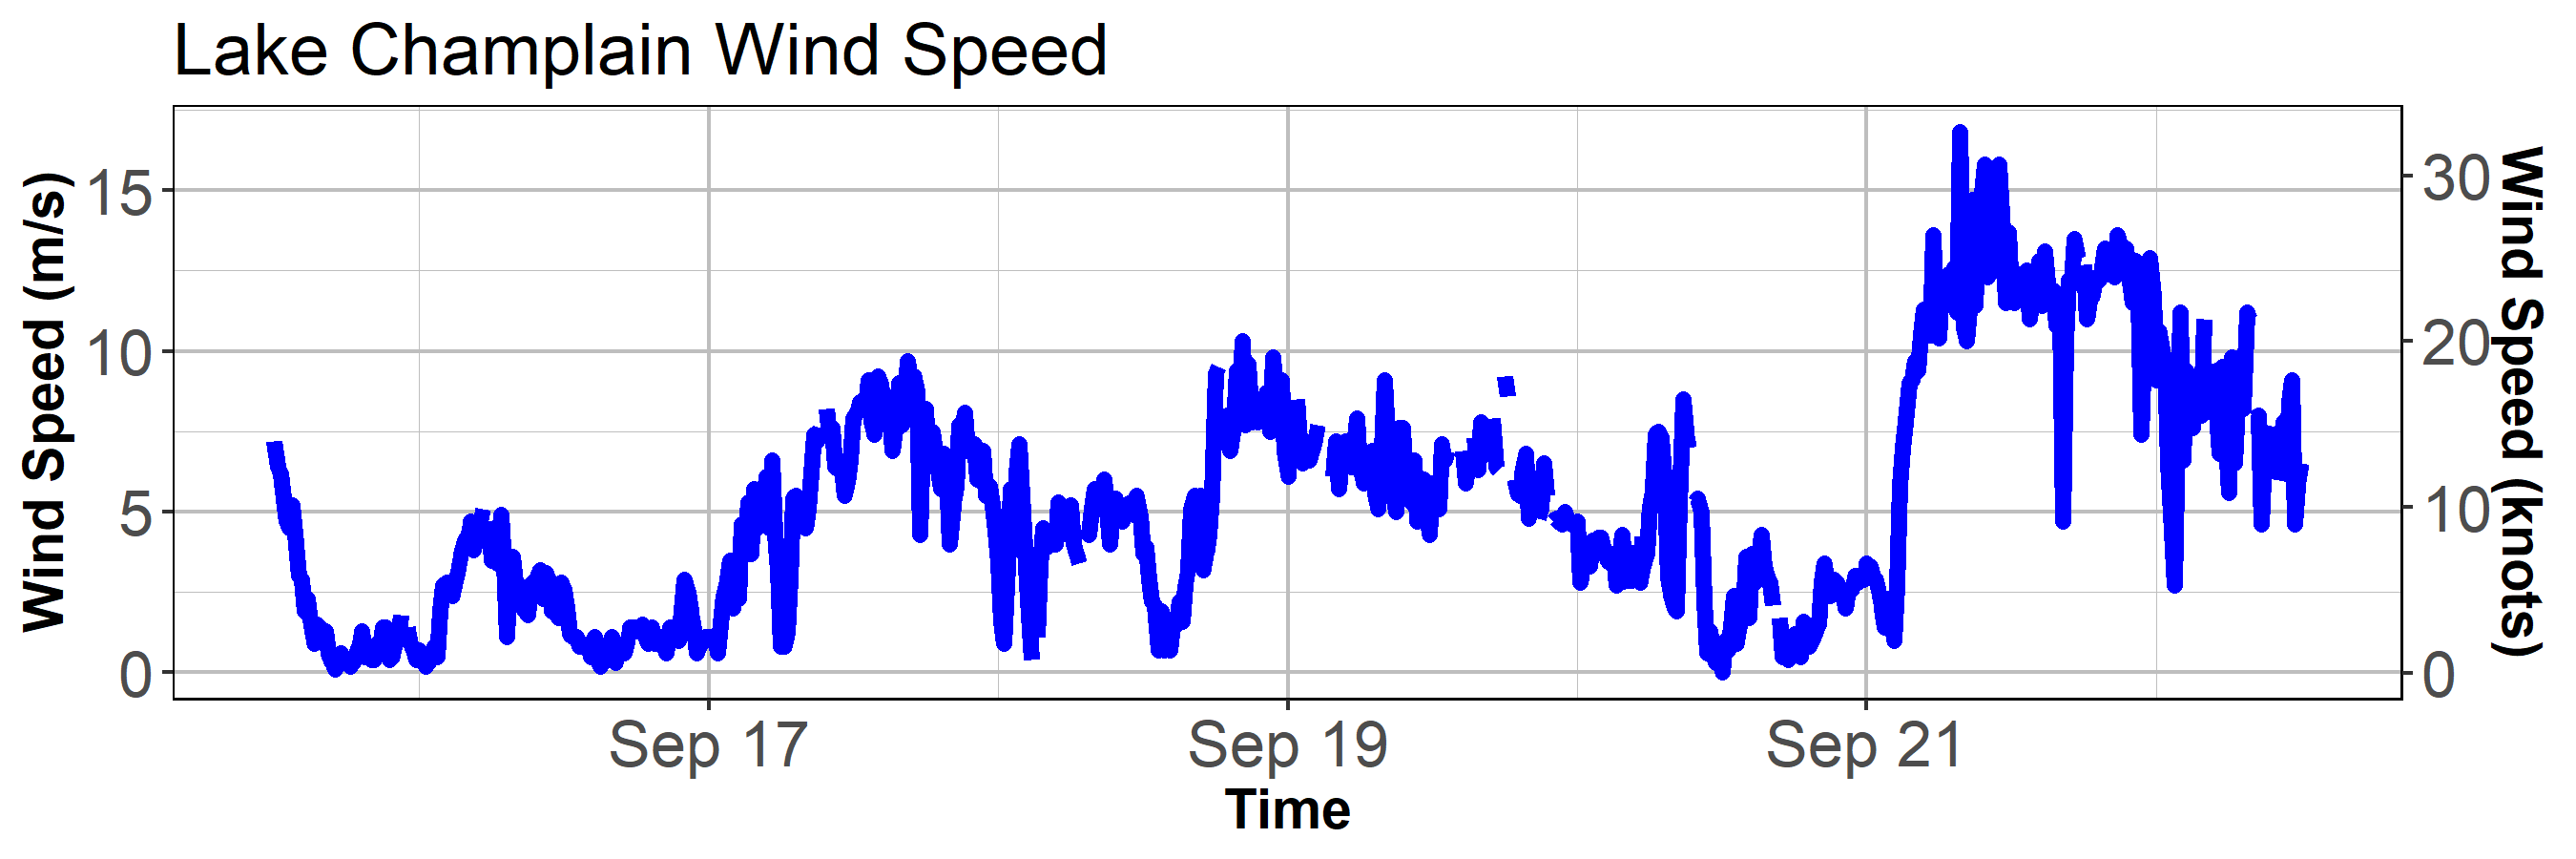 Lake Champlain Wind Speed
Wind Speed (m/s)
15
10
5
0
30
20
10
0
Wind Speed (knots)
Sep 17
Sep 19
Sep 21
Time